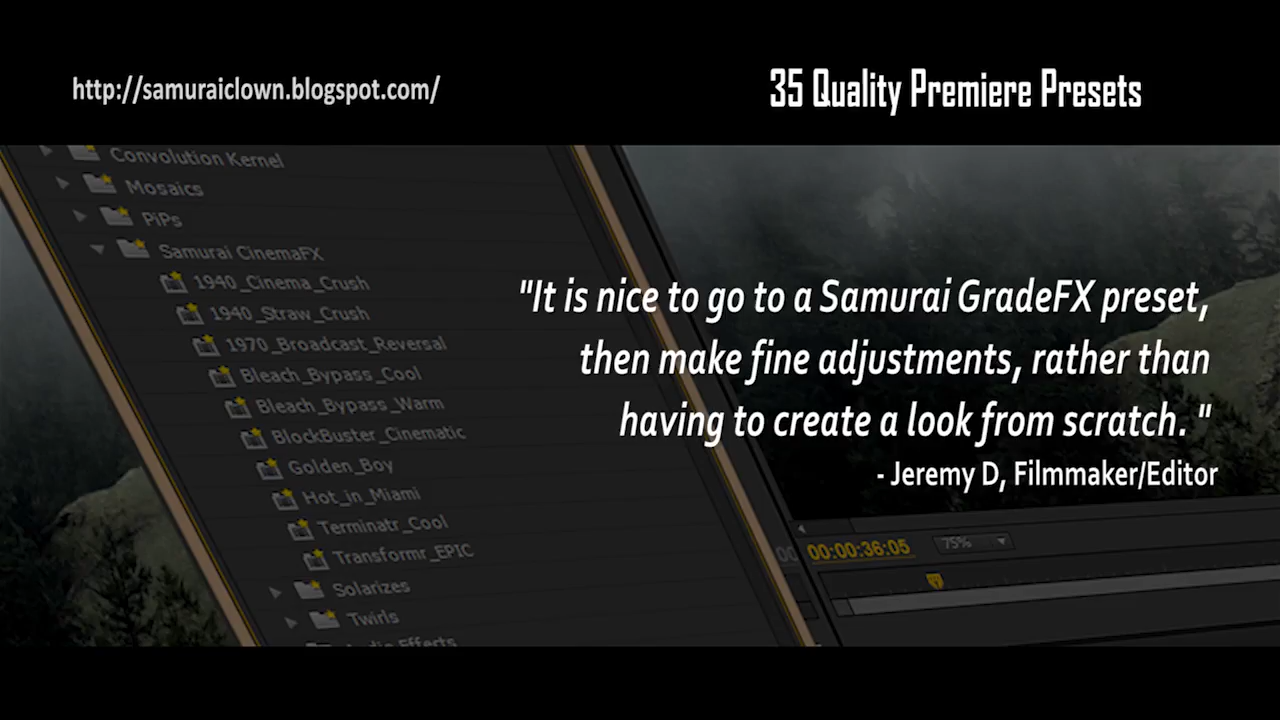 http://samuraiclown.blogspot.com/
35 Quality Premiere Presets
Convolution Kernel
Mosaics
PiPs
Samurai CinemaFX
1940_Cinema_Crush
1940_Straw_Crush
1970_Broadcast_Reversal
Bleach_Bypass_Cool
Bleach_Bypass_Warm
BlockBuster_Cinematic
Golden_Boy
Hot_in_Miami
Terminatr_Cool
Transformr_EPIC
Solarizes
Twirls
Audio Effects
"It is nice to go to a Samurai GradeFX preset,
then make fine adjustments, rather than
having to create a look from scratch. "
- Jeremy D, Filmmaker/Editor
00:00:36:05
75%